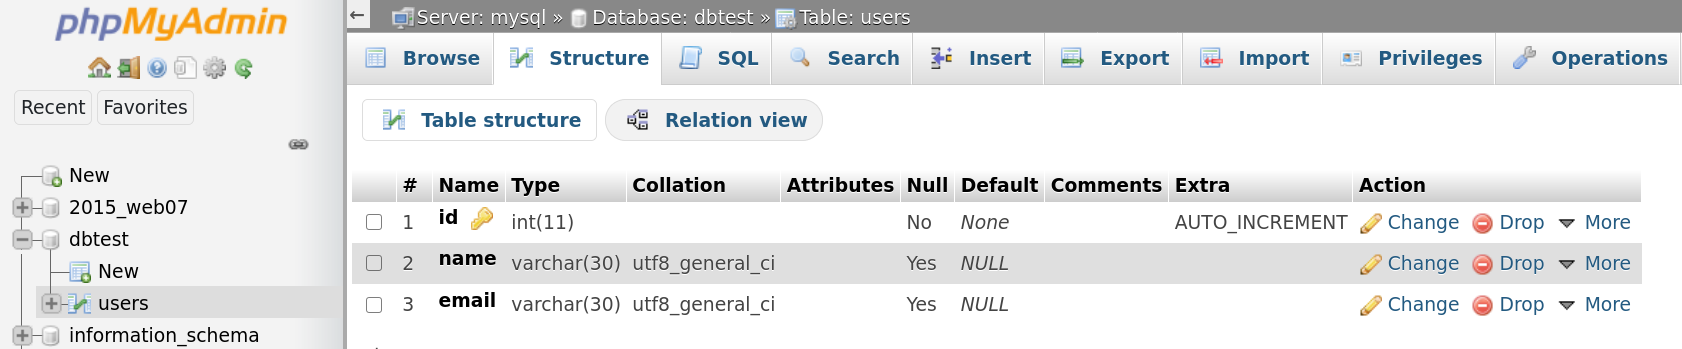 phpMyAdmin
Recent Favorites
New
2015_web07
dbtest
New
users
information_schema
← Server: mysql » Database: dbtest » Table: users
Browse Structure SQL Search Insert Export Import Privileges Operations
Table structure Relation view
# Name Type Collation Attributes Null Default Comments Extra Action
1 id int(11) No None AUTO_INCREMENT Change Drop More
2 name varchar(30) utf8_general_ci Yes NULL Change Drop More
3 email varchar(30) utf8_general_ci Yes NULL Change Drop More